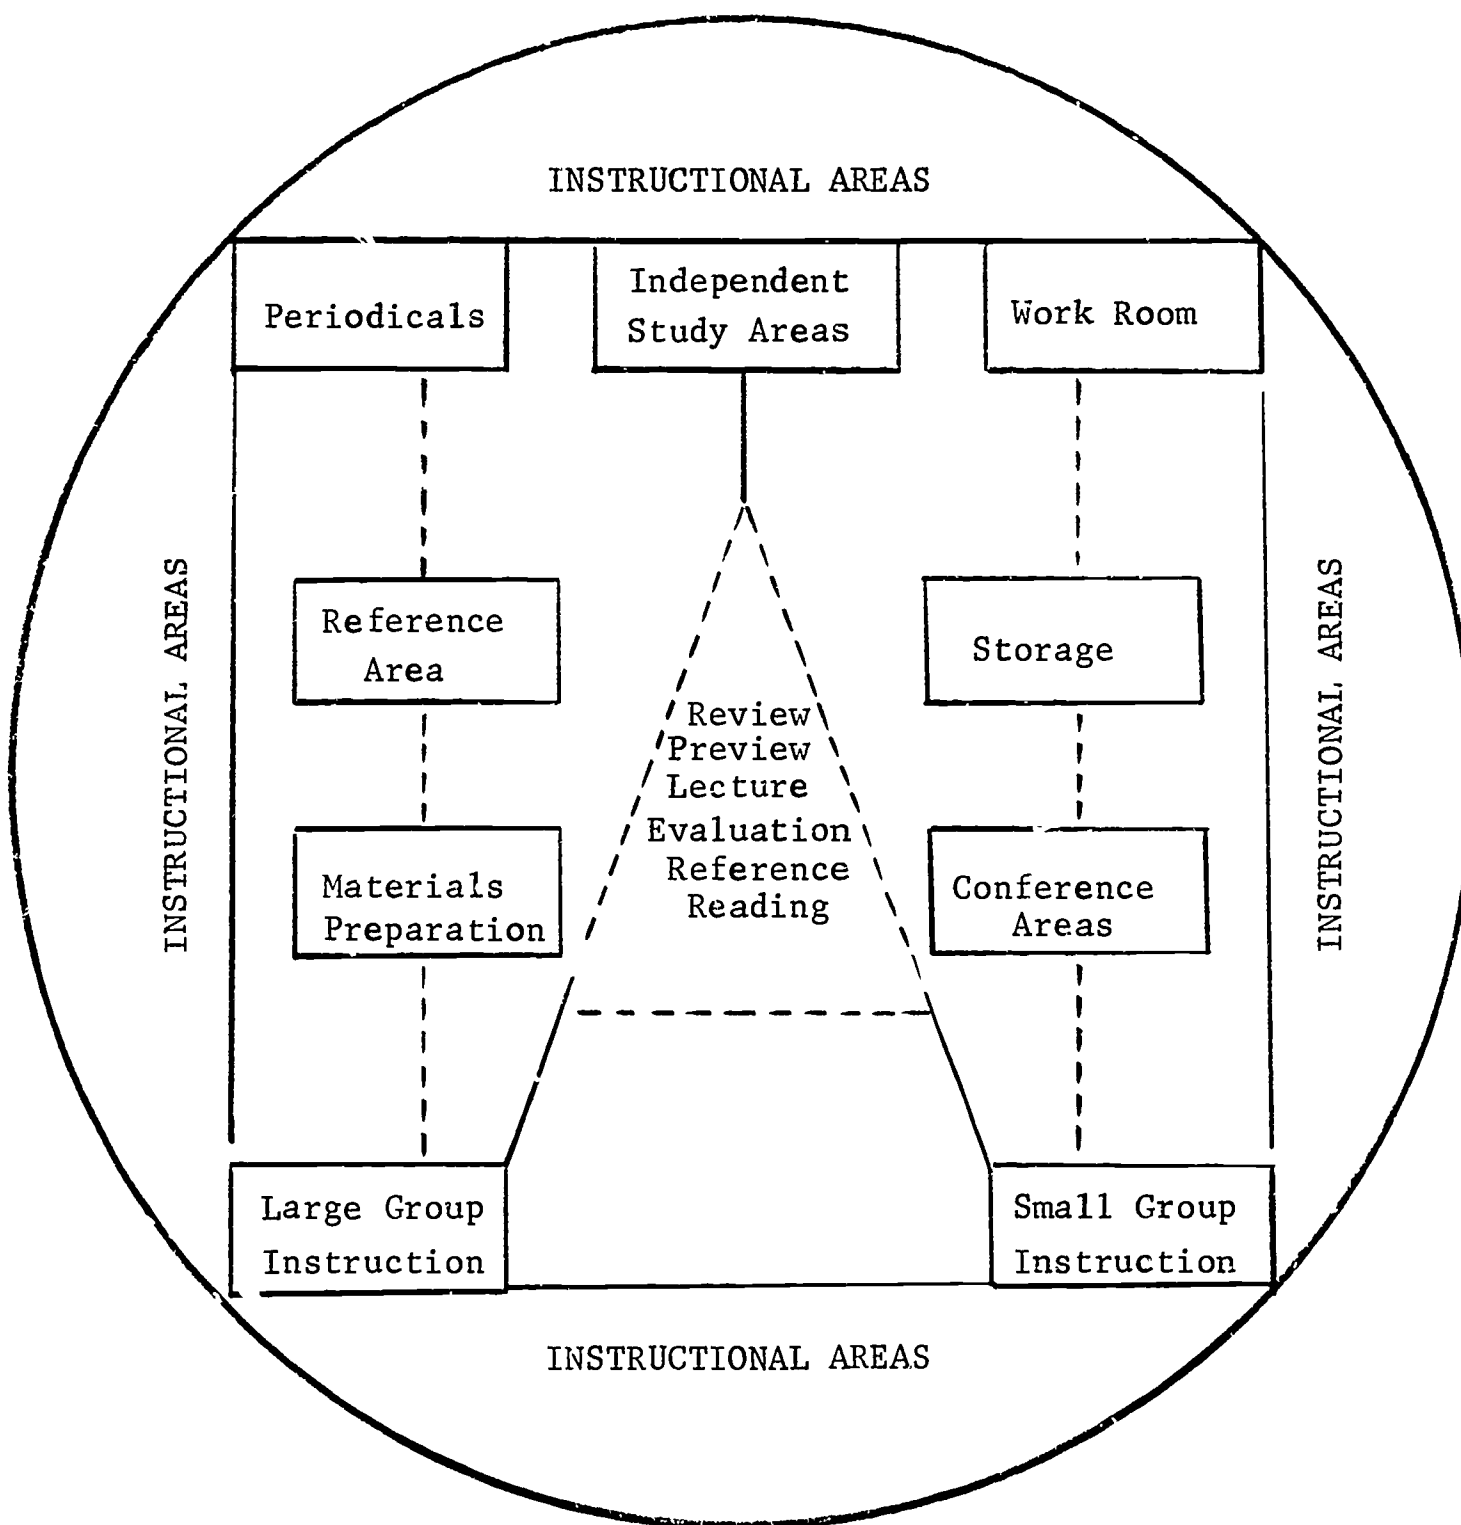 INSTRUCTIONAL AREAS
Periodicals
Independent
Study Areas
Work Room
INSTRUCTIONAL AREAS
Reference
Area
Storage
INSTRUCTIONAL AREAS
Review
Preview
Lecture
Evaluation
Reference
Reading
Materials
Preparation
Conference
Areas
Large Group
Instruction
Small Group
Instruction
INSTRUCTIONAL AREAS